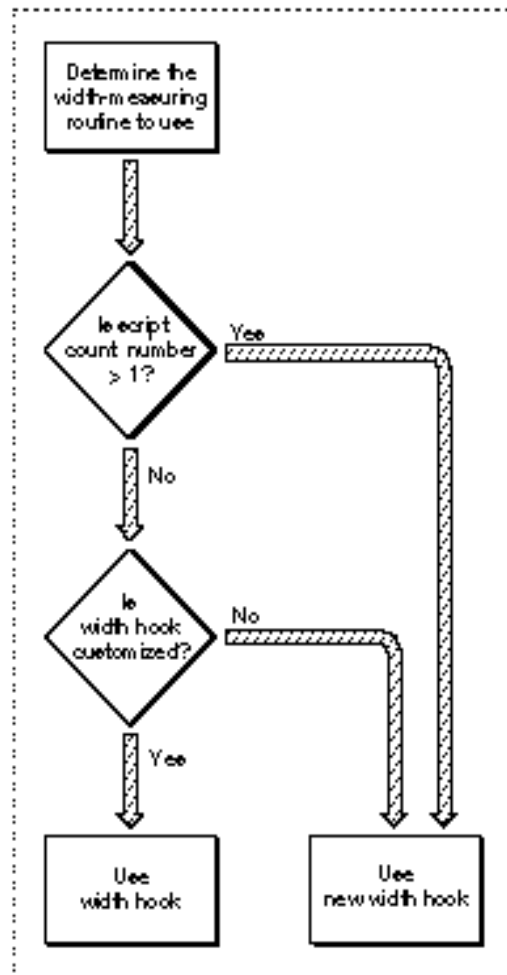 Determine the
width-measuring
routine to use
Is script
count number
> 1?
Yes
No
Is
width hook
customized?
No
Yes
Use
width hook
Use
new width hook